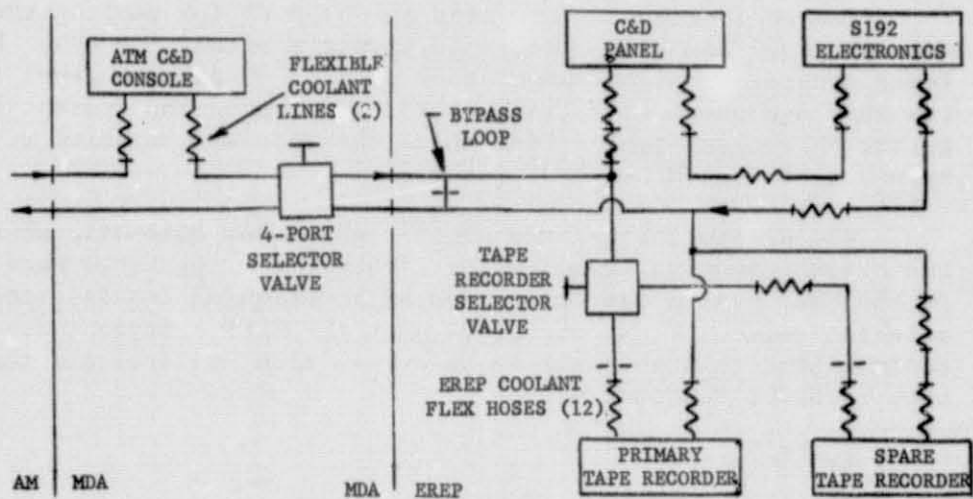 ATM C&D
CONSOLE
FLEXIBLE
COOLANT
LINES (2)
C&D
PANEL
S192
ELECTRONICS
BYPASS
LOOP
4-PORT
SELECTOR
VALVE
TAPE
RECORDER
SELECTOR
VALVE
EREP COOLANT
FLEX HOSES (12)
PRIMARY
TAPE RECORDER
SPARE
TAPE RECORDER
AM
MDA
MDA
EREP